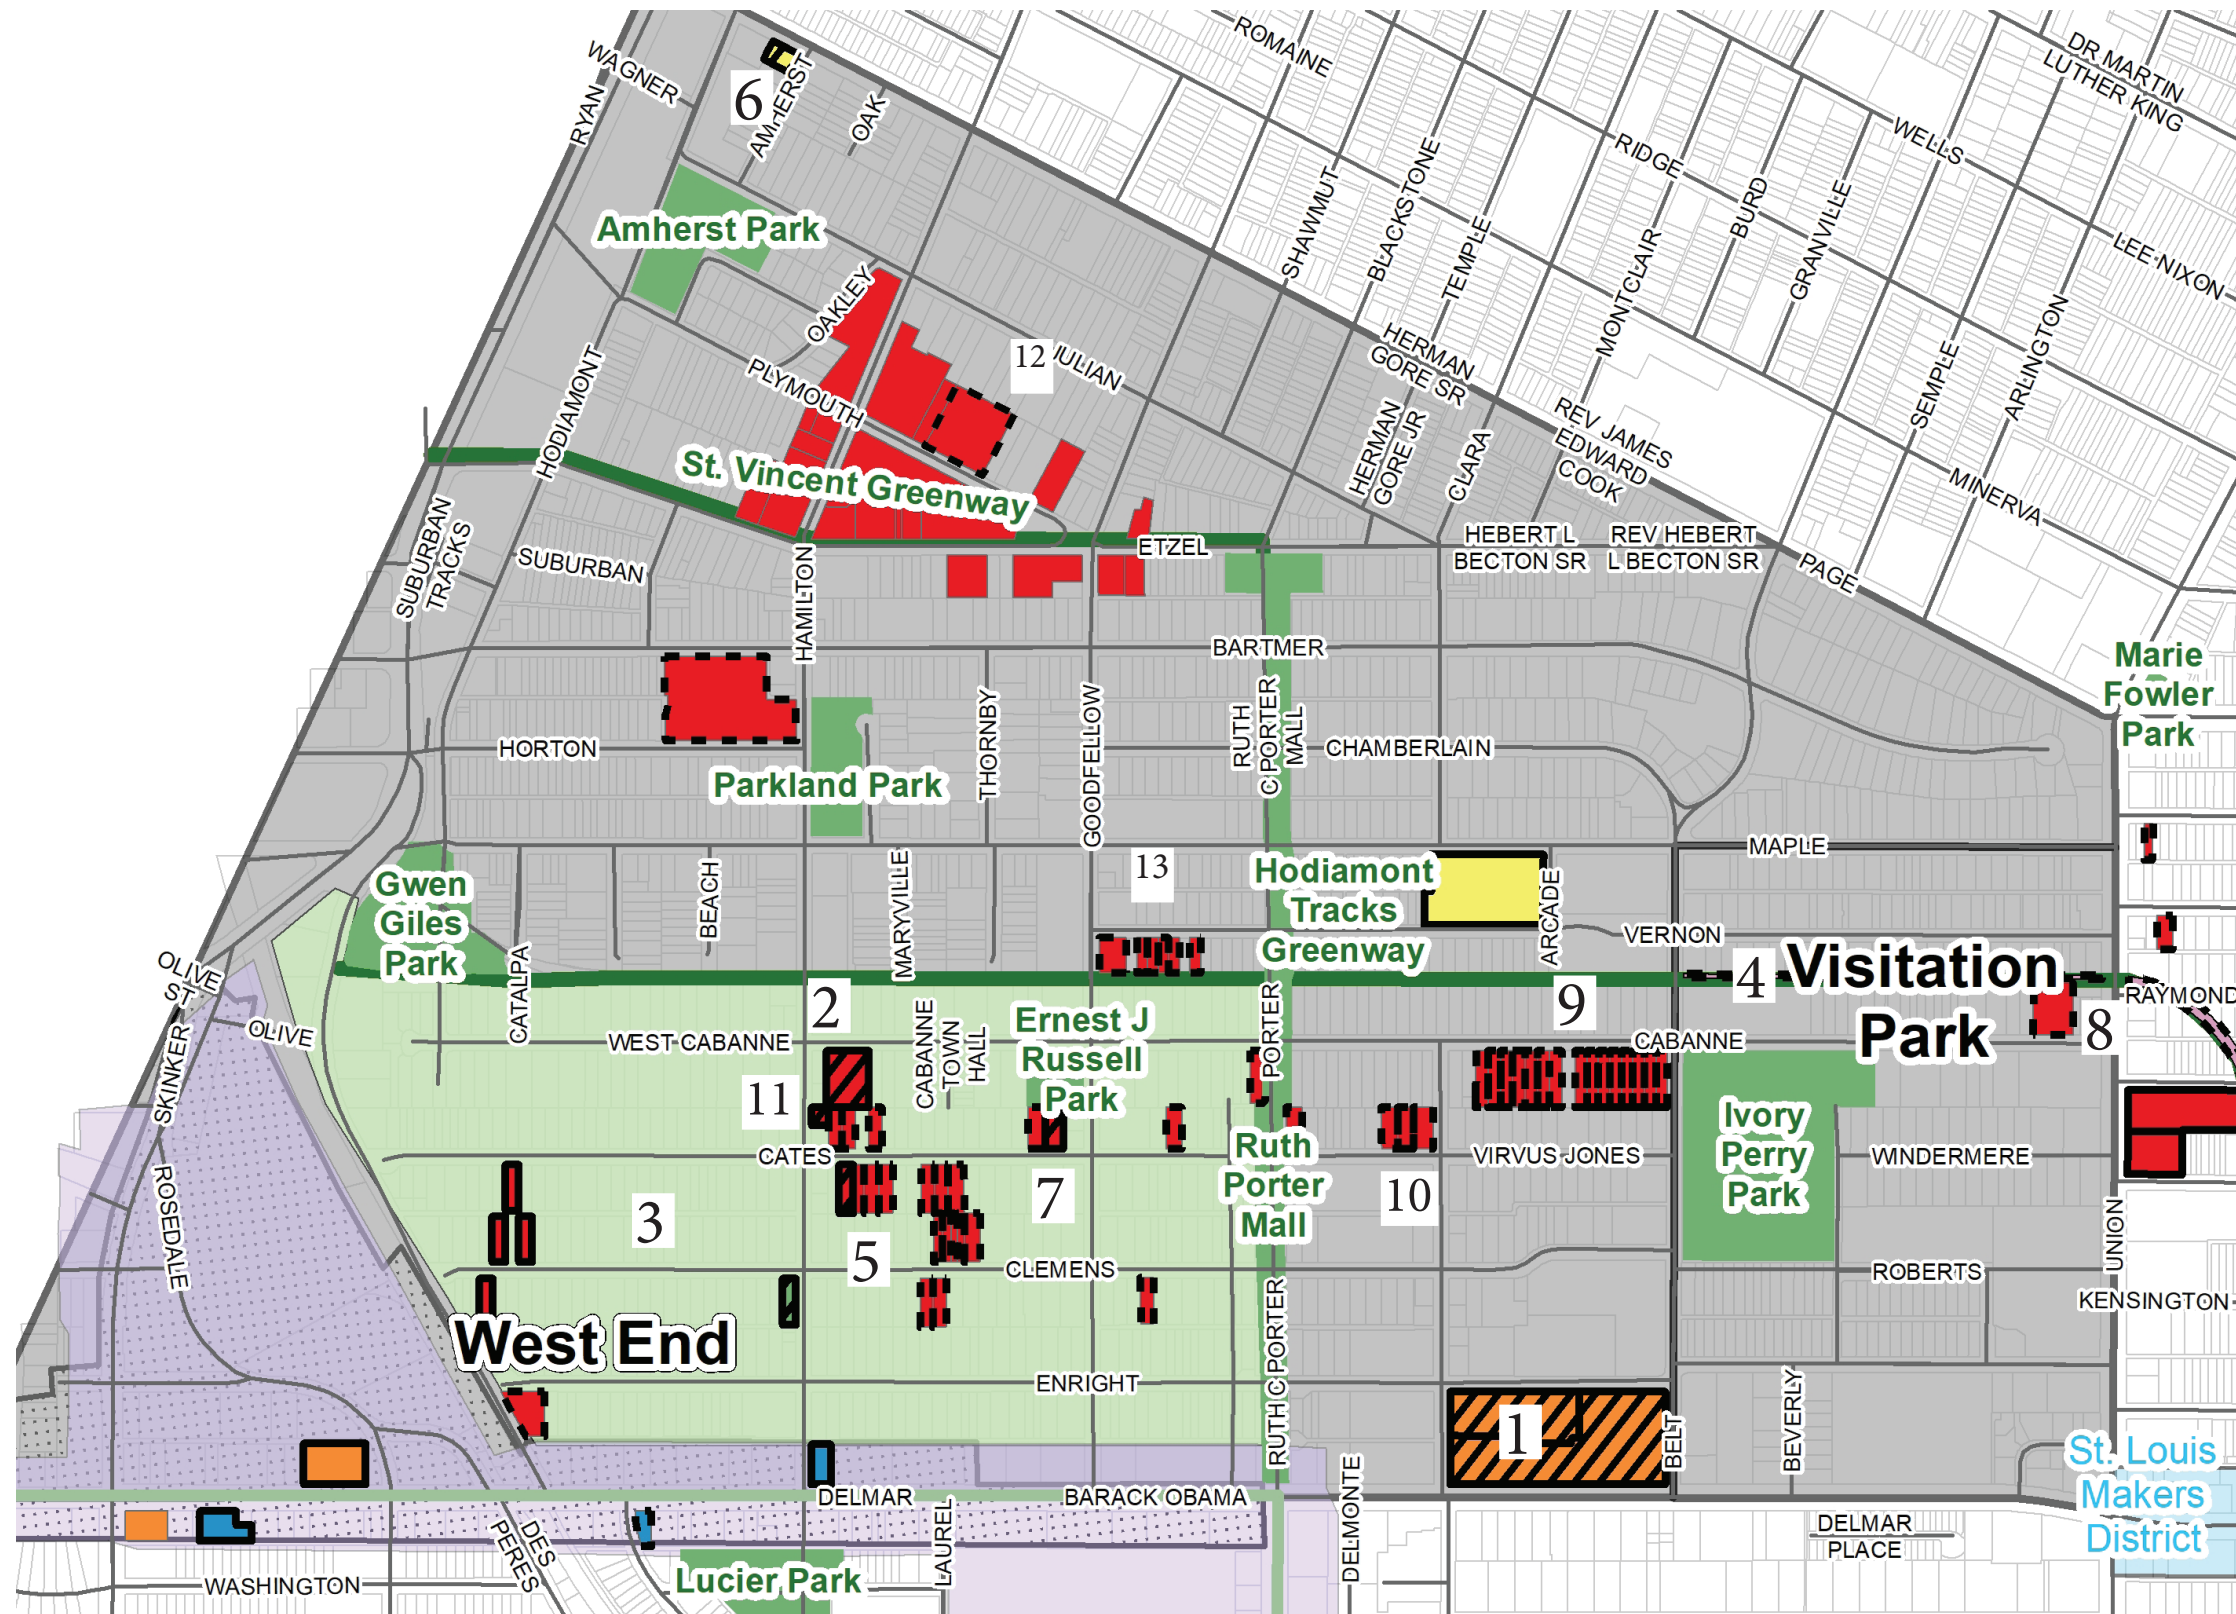 ROMAINE
DR MARTIN
LUTHER KING
WAGNER
6
AMHERST
OAK
RYAN
WELLS
RIDGE
SHAWMUT
BLACKSTONE
TEMPLE
MONTCLAIR
BURD
GRANVILLE
LEE-NIXON
Amherst Park
OAKLEY
HERMAN
GORE SR
SEMPLE
ARLINGTON
HODIAMONT
PLYMOUTH
12
JULIAN
REV JAMES
EDWARD
COOK
HERMAN
GORE JR
CLARA
MINERVA
St. Vincent Greenway
SUBURBAN
TRACKS
SUBURBAN
HAMILTON
ETZEL
HEBERT L
BECTON SR
REV HEBERT
L BECTON SR
PAGE
BARTMER
Marie
Fowler
Park
HORTON
THORNBY
GOODFELLOW
RUTH
C PORTER
MALL
CHAMBERLAIN
Parkland Park
MAPLE
Gwen
Giles
Park
BEACH
MARYVILLE
13
Hodiamont
Tracks
Greenway
ARCADE
VERNON
OLIVE
ST
CATALPA
4
Visitation
Park
RAYMOND
2
9
8
OLIVE
SKINKER
WEST CABANNE
CABANNE
TOWN
HALL
Ernest J
Russell
Park
PORTER
CABANNE
11
Ivory
Perry
Park
CATES
Ruth
Porter
Mall
VIRVUS JONES
WINDERMERE
ROSEDALE
3
5
7
10
UNION
CLEMENS
ROBERTS
KENSINGTON
West End
RUTH C PORTER
ENRIGHT
1
BELT
BEVERLY
St. Louis
Makers
District
DELMAR
BARACK OBAMA
DELMONTE
DES
PERES
LAUREL
DELMAR
PLACE
WASHINGTON
Lucier Park